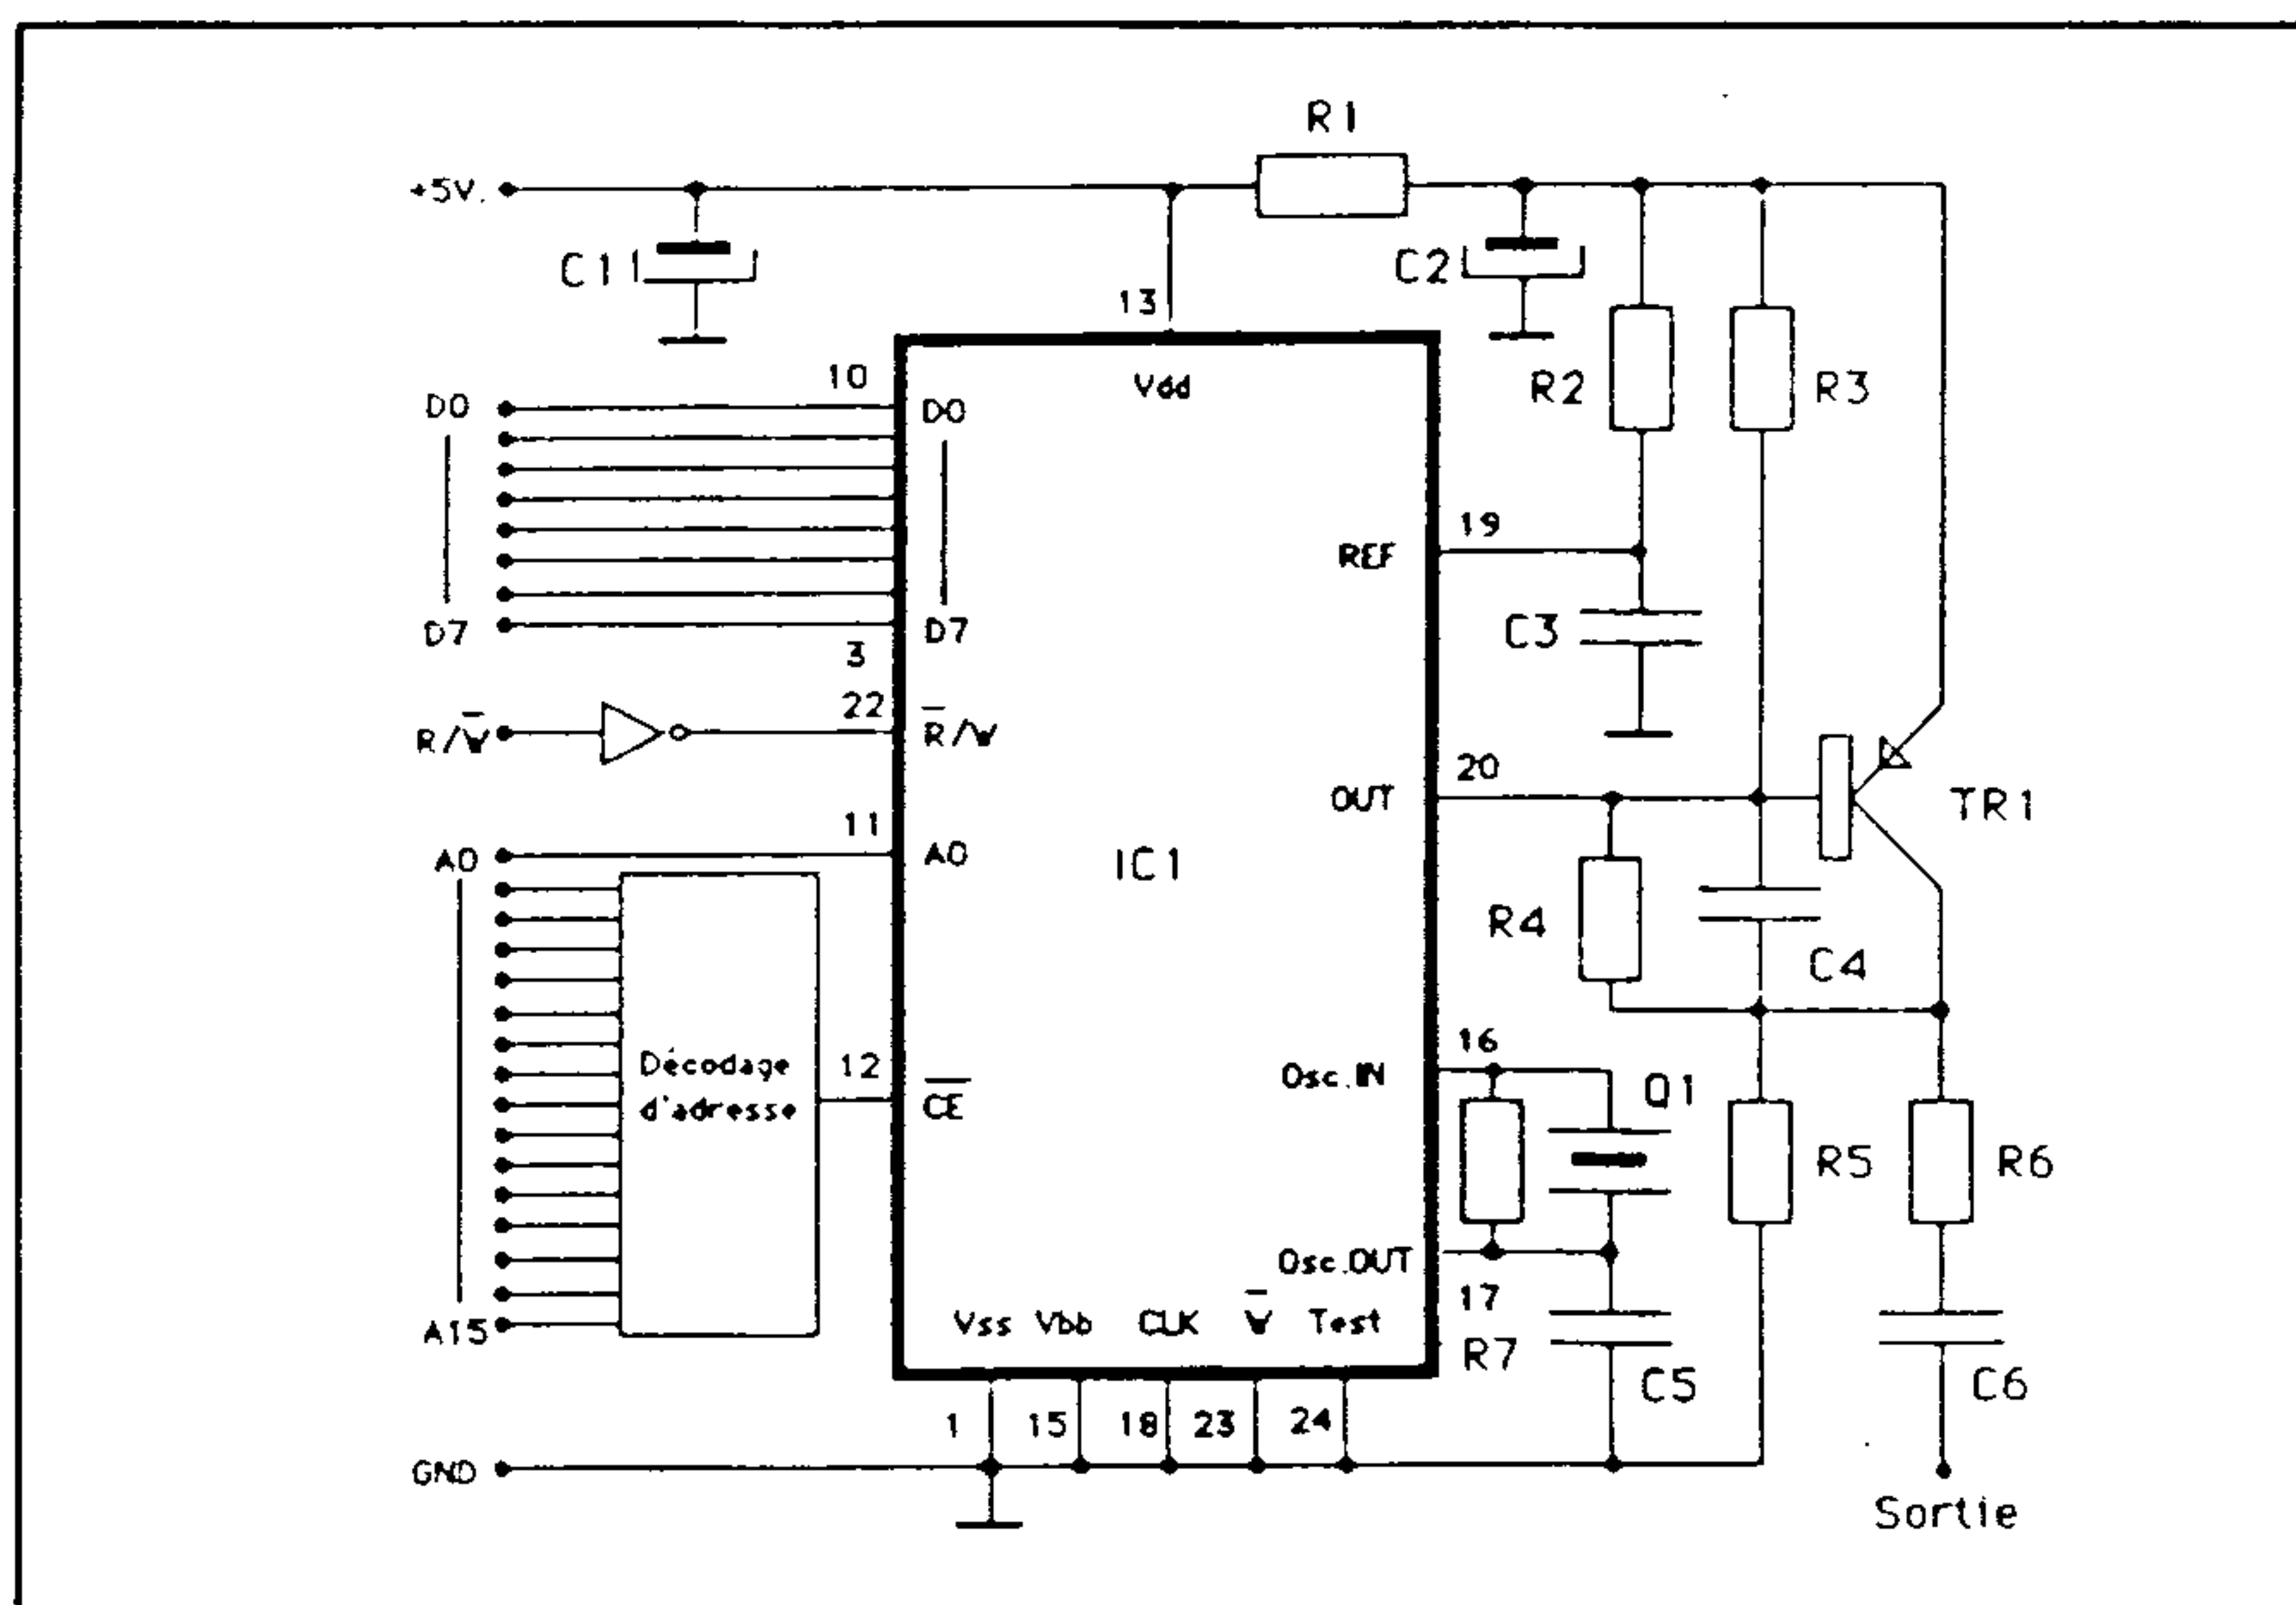 R1
+5V.
C1
C2
13
10
Vdd
R2
R3
D0
D0
19
REF
D7
D7
C3
3
22
R/W̅
R̅/W
20
OUT
TR1
11
A0
A0
IC1
R4
C4
16
Décodage
12
Osc.IN
Q1
d'adresse
C̅E̅
R5
R6
Osc.OUT
17
Vss Vbb CLK W̅ Test
A15
R7
C5
C6
1
15
18
23
24
GND
Sortie